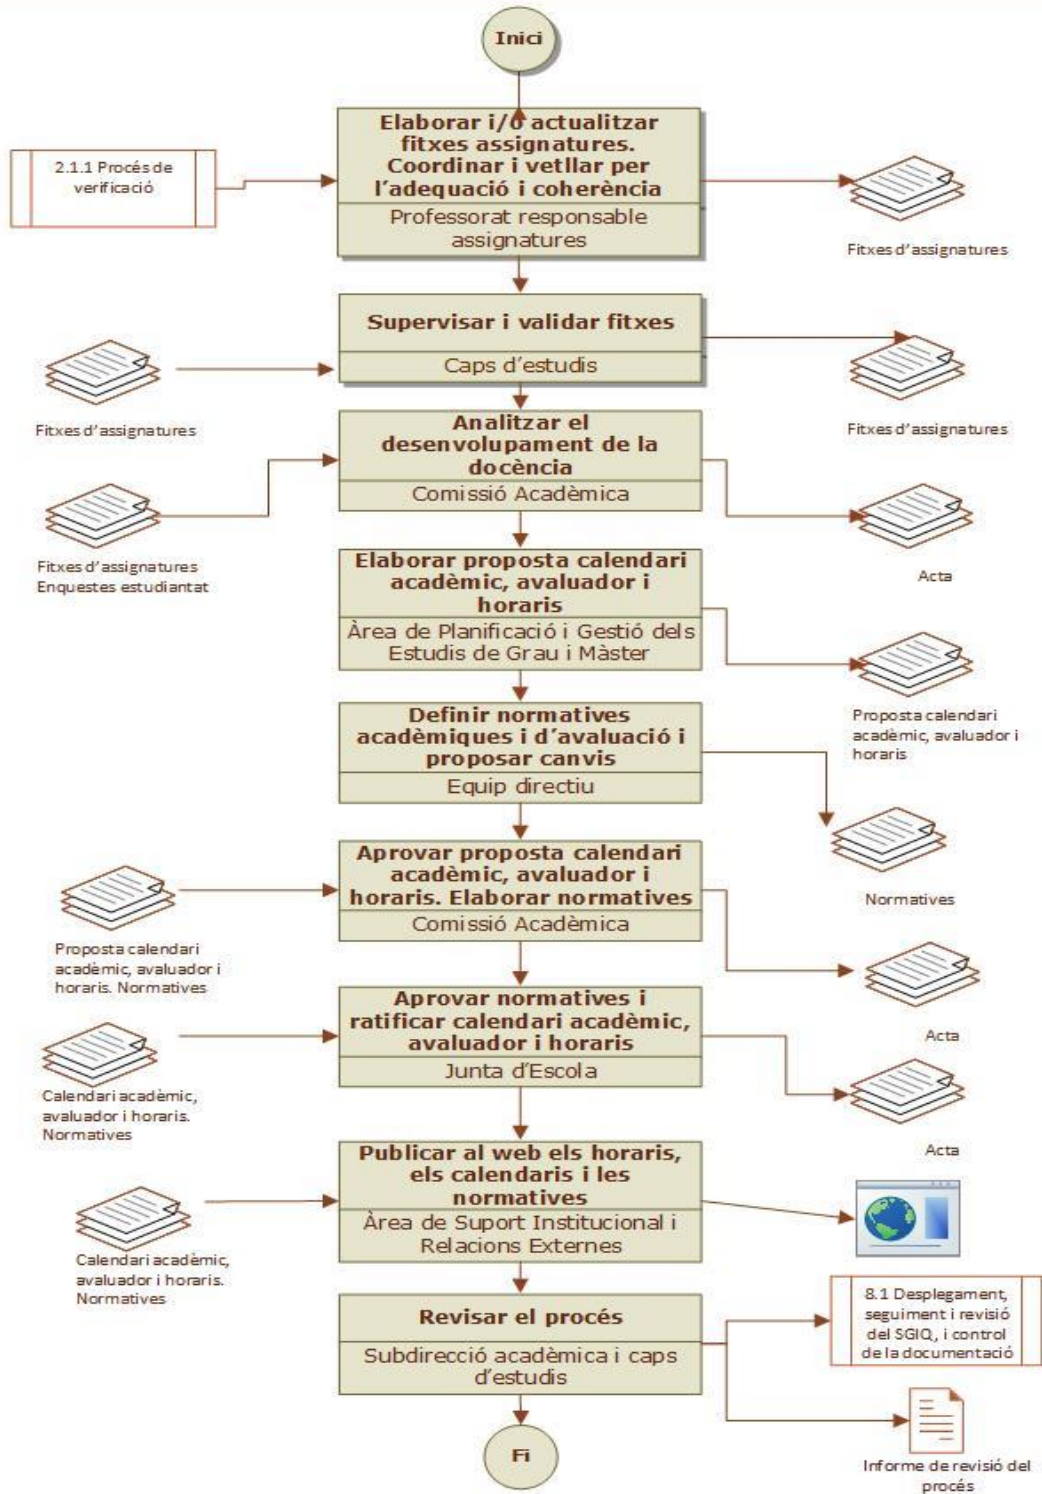 Inici
Elaborar i/o actualitzar
fitxes assignatures.
Coordinar i vetllar per
l'adequació i coherència
Professorat responsable
assignatures
2.1.1 Procés de
verificació
Fitxes d'assignatures
Supervisar i validar fitxes
Caps d'estudis
Fitxes d'assignatures
Fitxes d'assignatures
Analitzar el
desenvolupament de la
docència
Comissió Acadèmica
Fitxes d'assignatures
Enquestes estudiantat
Acta
Elaborar proposta calendari
acadèmic, avaluador i
horaris
Àrea de Planificació i Gestió dels
Estudis de Grau i Màster
Proposta calendari
acadèmic, avaluador i
horaris
Definir normatives
acadèmiques i d'avaluació i
proposar canvis
Equip directiu
Normatives
Aprovar proposta calendari
acadèmic, avaluador i
horaris. Elaborar normatives
Comissió Acadèmica
Proposta calendari
acadèmic, avaluador i
horaris. Normatives
Acta
Aprovar normatives i
ratificar calendari acadèmic,
avaluador i horaris
Junta d'Escola
Calendari acadèmic,
avaluador i horaris.
Normatives
Acta
Publicar al web els horaris,
els calendaris i les
normatives
Àrea de Suport Institucional i
Relacions Externes
Calendari acadèmic,
avaluador i horaris.
Normatives
Revisar el procés
Subdirecció acadèmica i caps
d'estudis
8.1 Desplegament,
seguiment i revisió
del SGIQ, i control
de la documentació
Informe de revisió del
procés
Fi